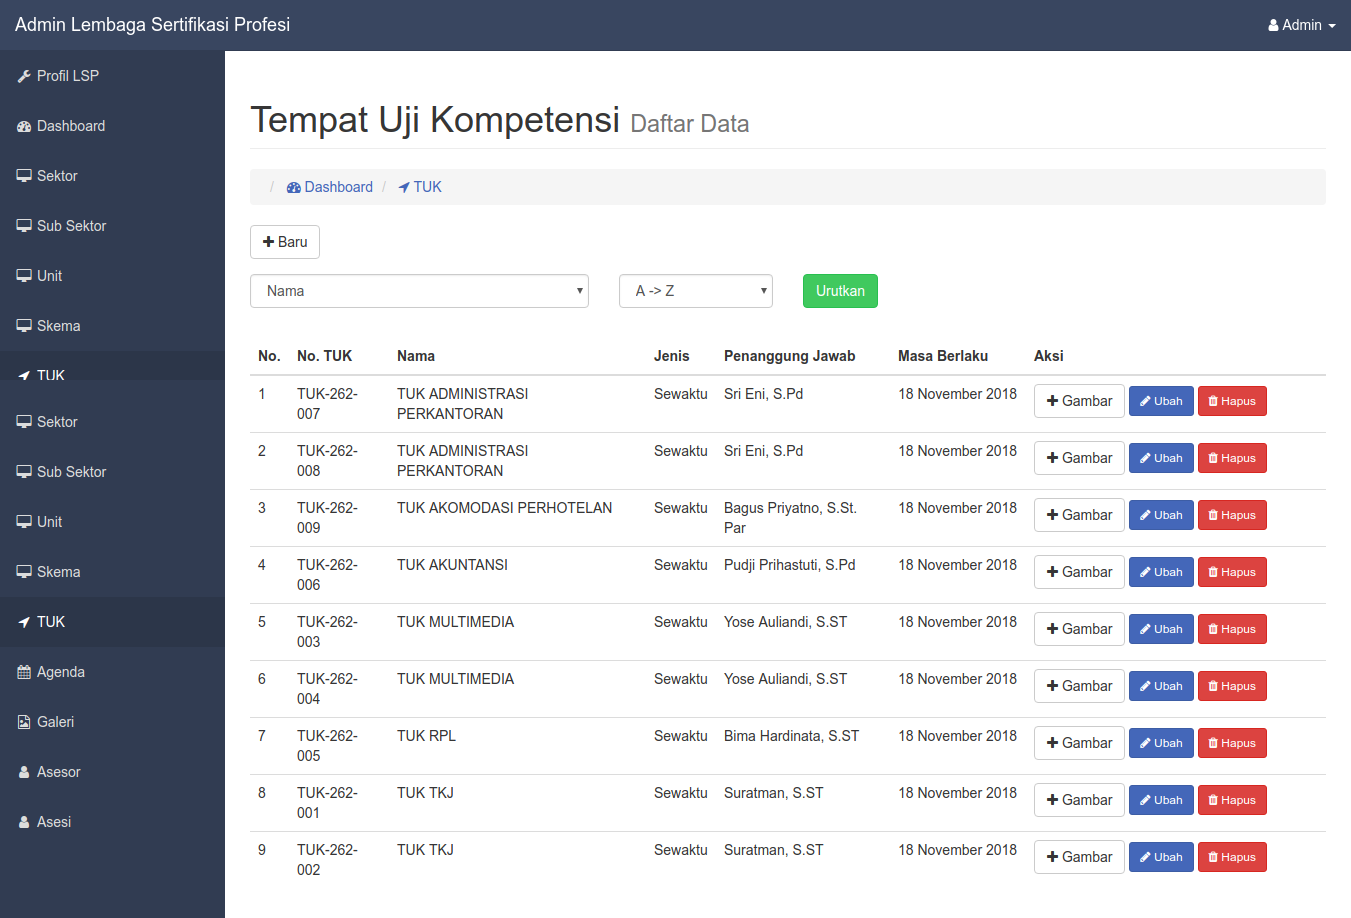 Admin Lembaga Sertifikasi Profesi
Admin
Profil LSP
Dashboard
Sektor
Sub Sektor
Unit
Skema
TUK
Sektor
Sub Sektor
Unit
Skema
TUK
Agenda
Galeri
Asesor
Asesi
Tempat Uji Kompetensi Daftar Data
/ Dashboard / TUK
Baru
Nama A -> Z Urutkan
No. No. TUK Nama Jenis Penanggung Jawab Masa Berlaku Aksi
1 TUK-262- TUK ADMINISTRASI Sewaktu Sri Eni, S.Pd 18 November 2018 Gambar Ubah Hapus
007 PERKANTORAN
2 TUK-262- TUK ADMINISTRASI Sewaktu Sri Eni, S.Pd 18 November 2018 Gambar Ubah Hapus
008 PERKANTORAN
3 TUK-262- TUK AKOMODASI PERHOTELAN Sewaktu Bagus Priyatno, S.St. 18 November 2018 Gambar Ubah Hapus
009 Par
4 TUK-262- TUK AKUNTANSI Sewaktu Pudji Prihastuti, S.Pd 18 November 2018 Gambar Ubah Hapus
006
5 TUK-262- TUK MULTIMEDIA Sewaktu Yose Auliandi, S.ST 18 November 2018 Gambar Ubah Hapus
003
6 TUK-262- TUK MULTIMEDIA Sewaktu Yose Auliandi, S.ST 18 November 2018 Gambar Ubah Hapus
004
7 TUK-262- TUK RPL Sewaktu Bima Hardinata, S.ST 18 November 2018 Gambar Ubah Hapus
005
8 TUK-262- TUK TKJ Sewaktu Suratman, S.ST 18 November 2018 Gambar Ubah Hapus
001
9 TUK-262- TUK TKJ Sewaktu Suratman, S.ST 18 November 2018 Gambar Ubah Hapus
002